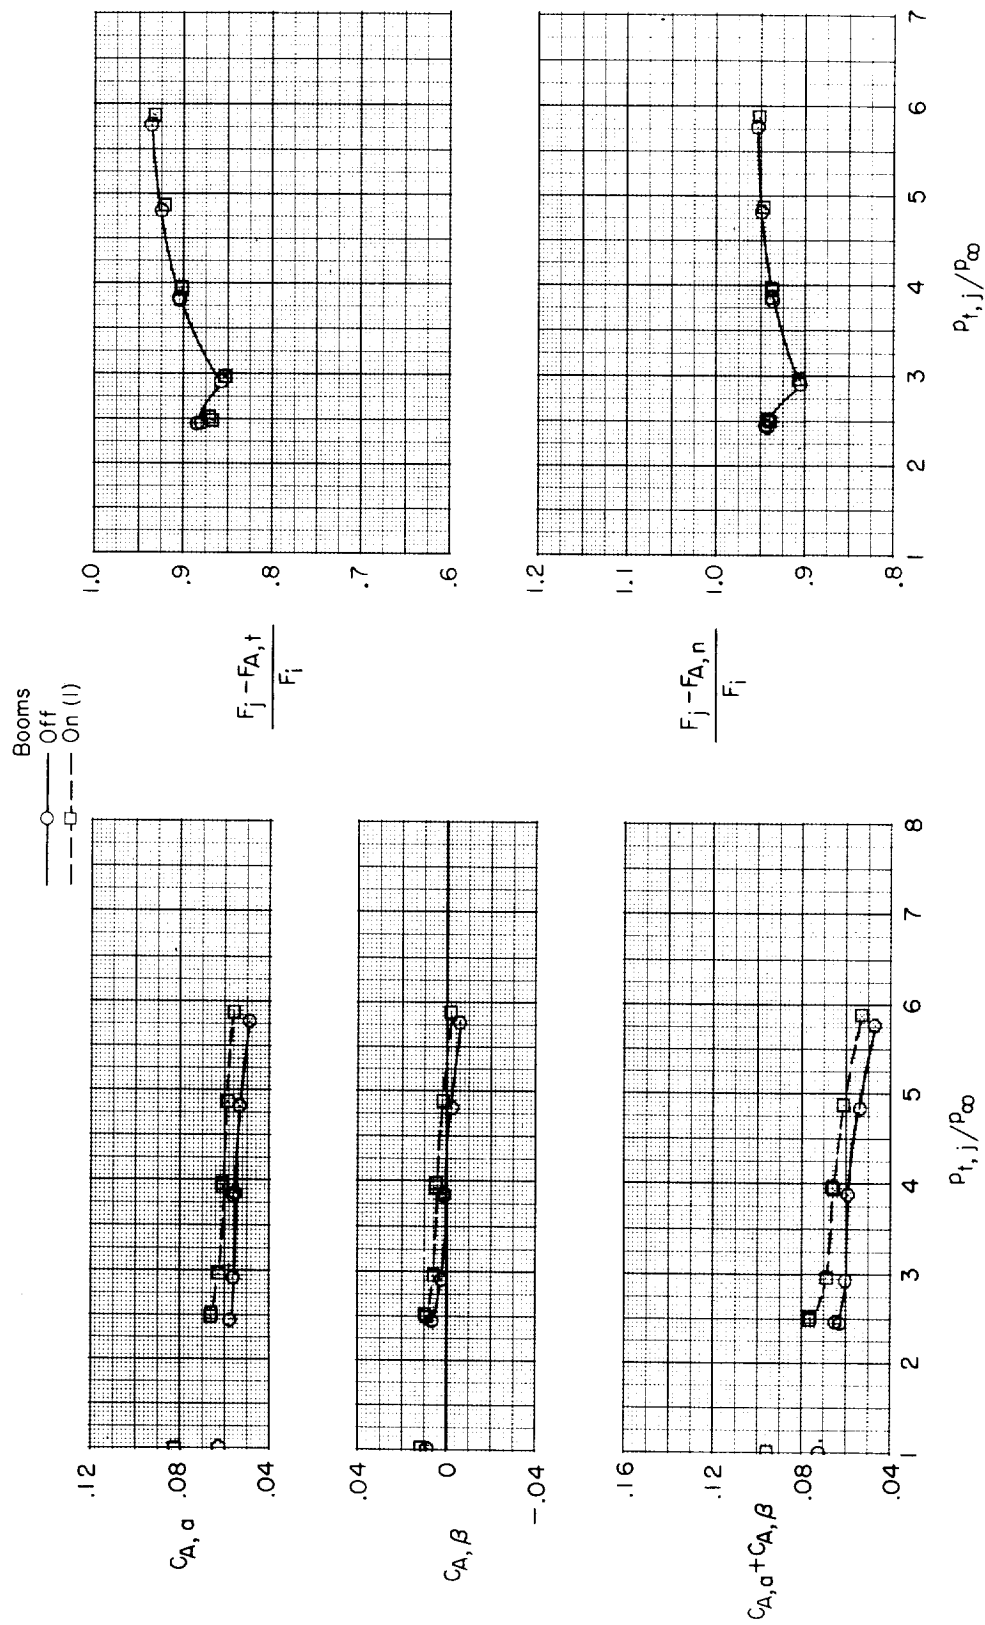 Booms
Off
On (1)
.12
.08
.04
C_A,a
.04
0
-.04
C_A,β
.16
.12
.08
.04
C_A,a + C_A,β
1 2 3 4 5 6 7 8
p_t,j/p_∞
1.0
.9
.8
.7
.6
F_j - F_A,t
F_i
1.2
1.1
1.0
.9
.8
F_j - F_A,n
F_i
1 2 3 4 5 6 7
p_t,j/p_∞